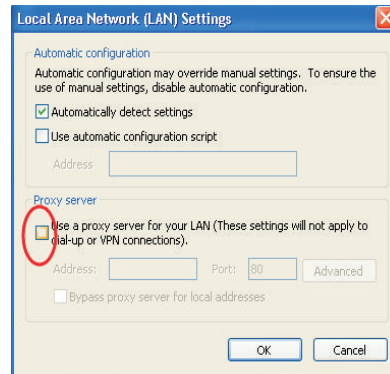 Local Area Network (LAN) Settings
Automatic configuration
Automatic configuration may override manual settings. To ensure the
use of manual settings, disable automatic configuration.
Automatically detect settings
Use automatic configuration script
Address
Proxy server
Use a proxy server for your LAN (These settings will not apply to
dial-up or VPN connections).
Address: Port: 80 Advanced
Bypass proxy server for local addresses
OK Cancel